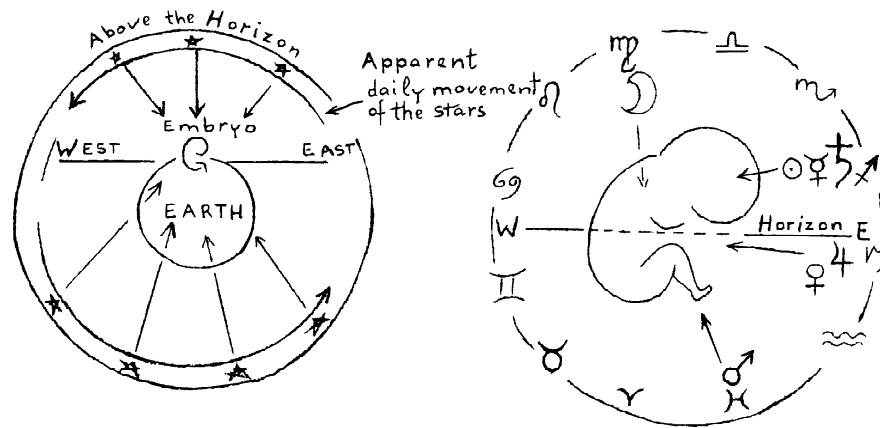 Above the Horizon
Apparent
daily movement
of the stars
Embryo
WEST
EAST
EARTH
♍
♎
♌
♏
☽
♋
☉☿♄♐
W
Horizon E
♀♃
♊
♒
♉
♂
♈
♓